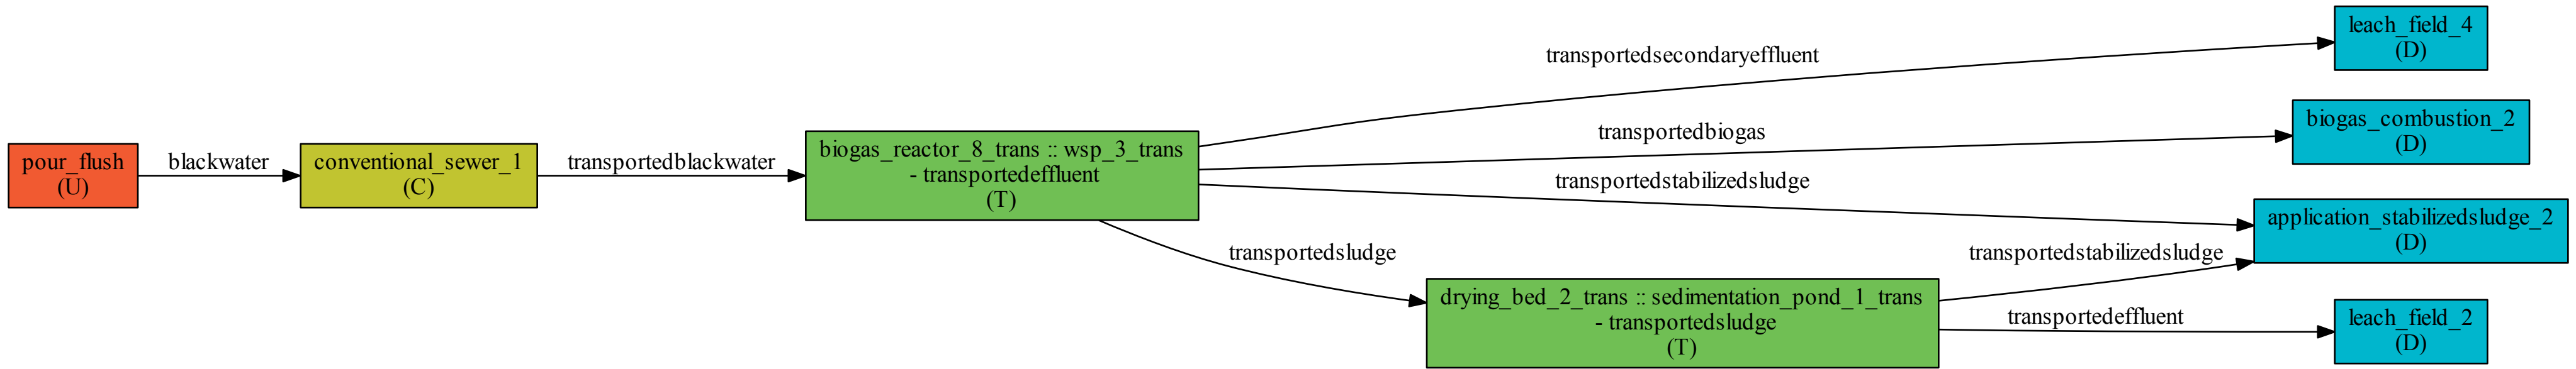 pour_flush
(U)
blackwater
conventional_sewer_1
(C)
transportedblackwater
biogas_reactor_8_trans :: wsp_3_trans
- transportedeffluent
(T)
transportedsecondaryeffluent
transportedbiogas
transportedstabilizedsludge
transportedsludge
drying_bed_2_trans :: sedimentation_pond_1_trans
- transportedsludge
(T)
transportedstabilizedsludge
transportedeffluent
leach_field_4
(D)
biogas_combustion_2
(D)
application_stabilizedsludge_2
(D)
leach_field_2
(D)